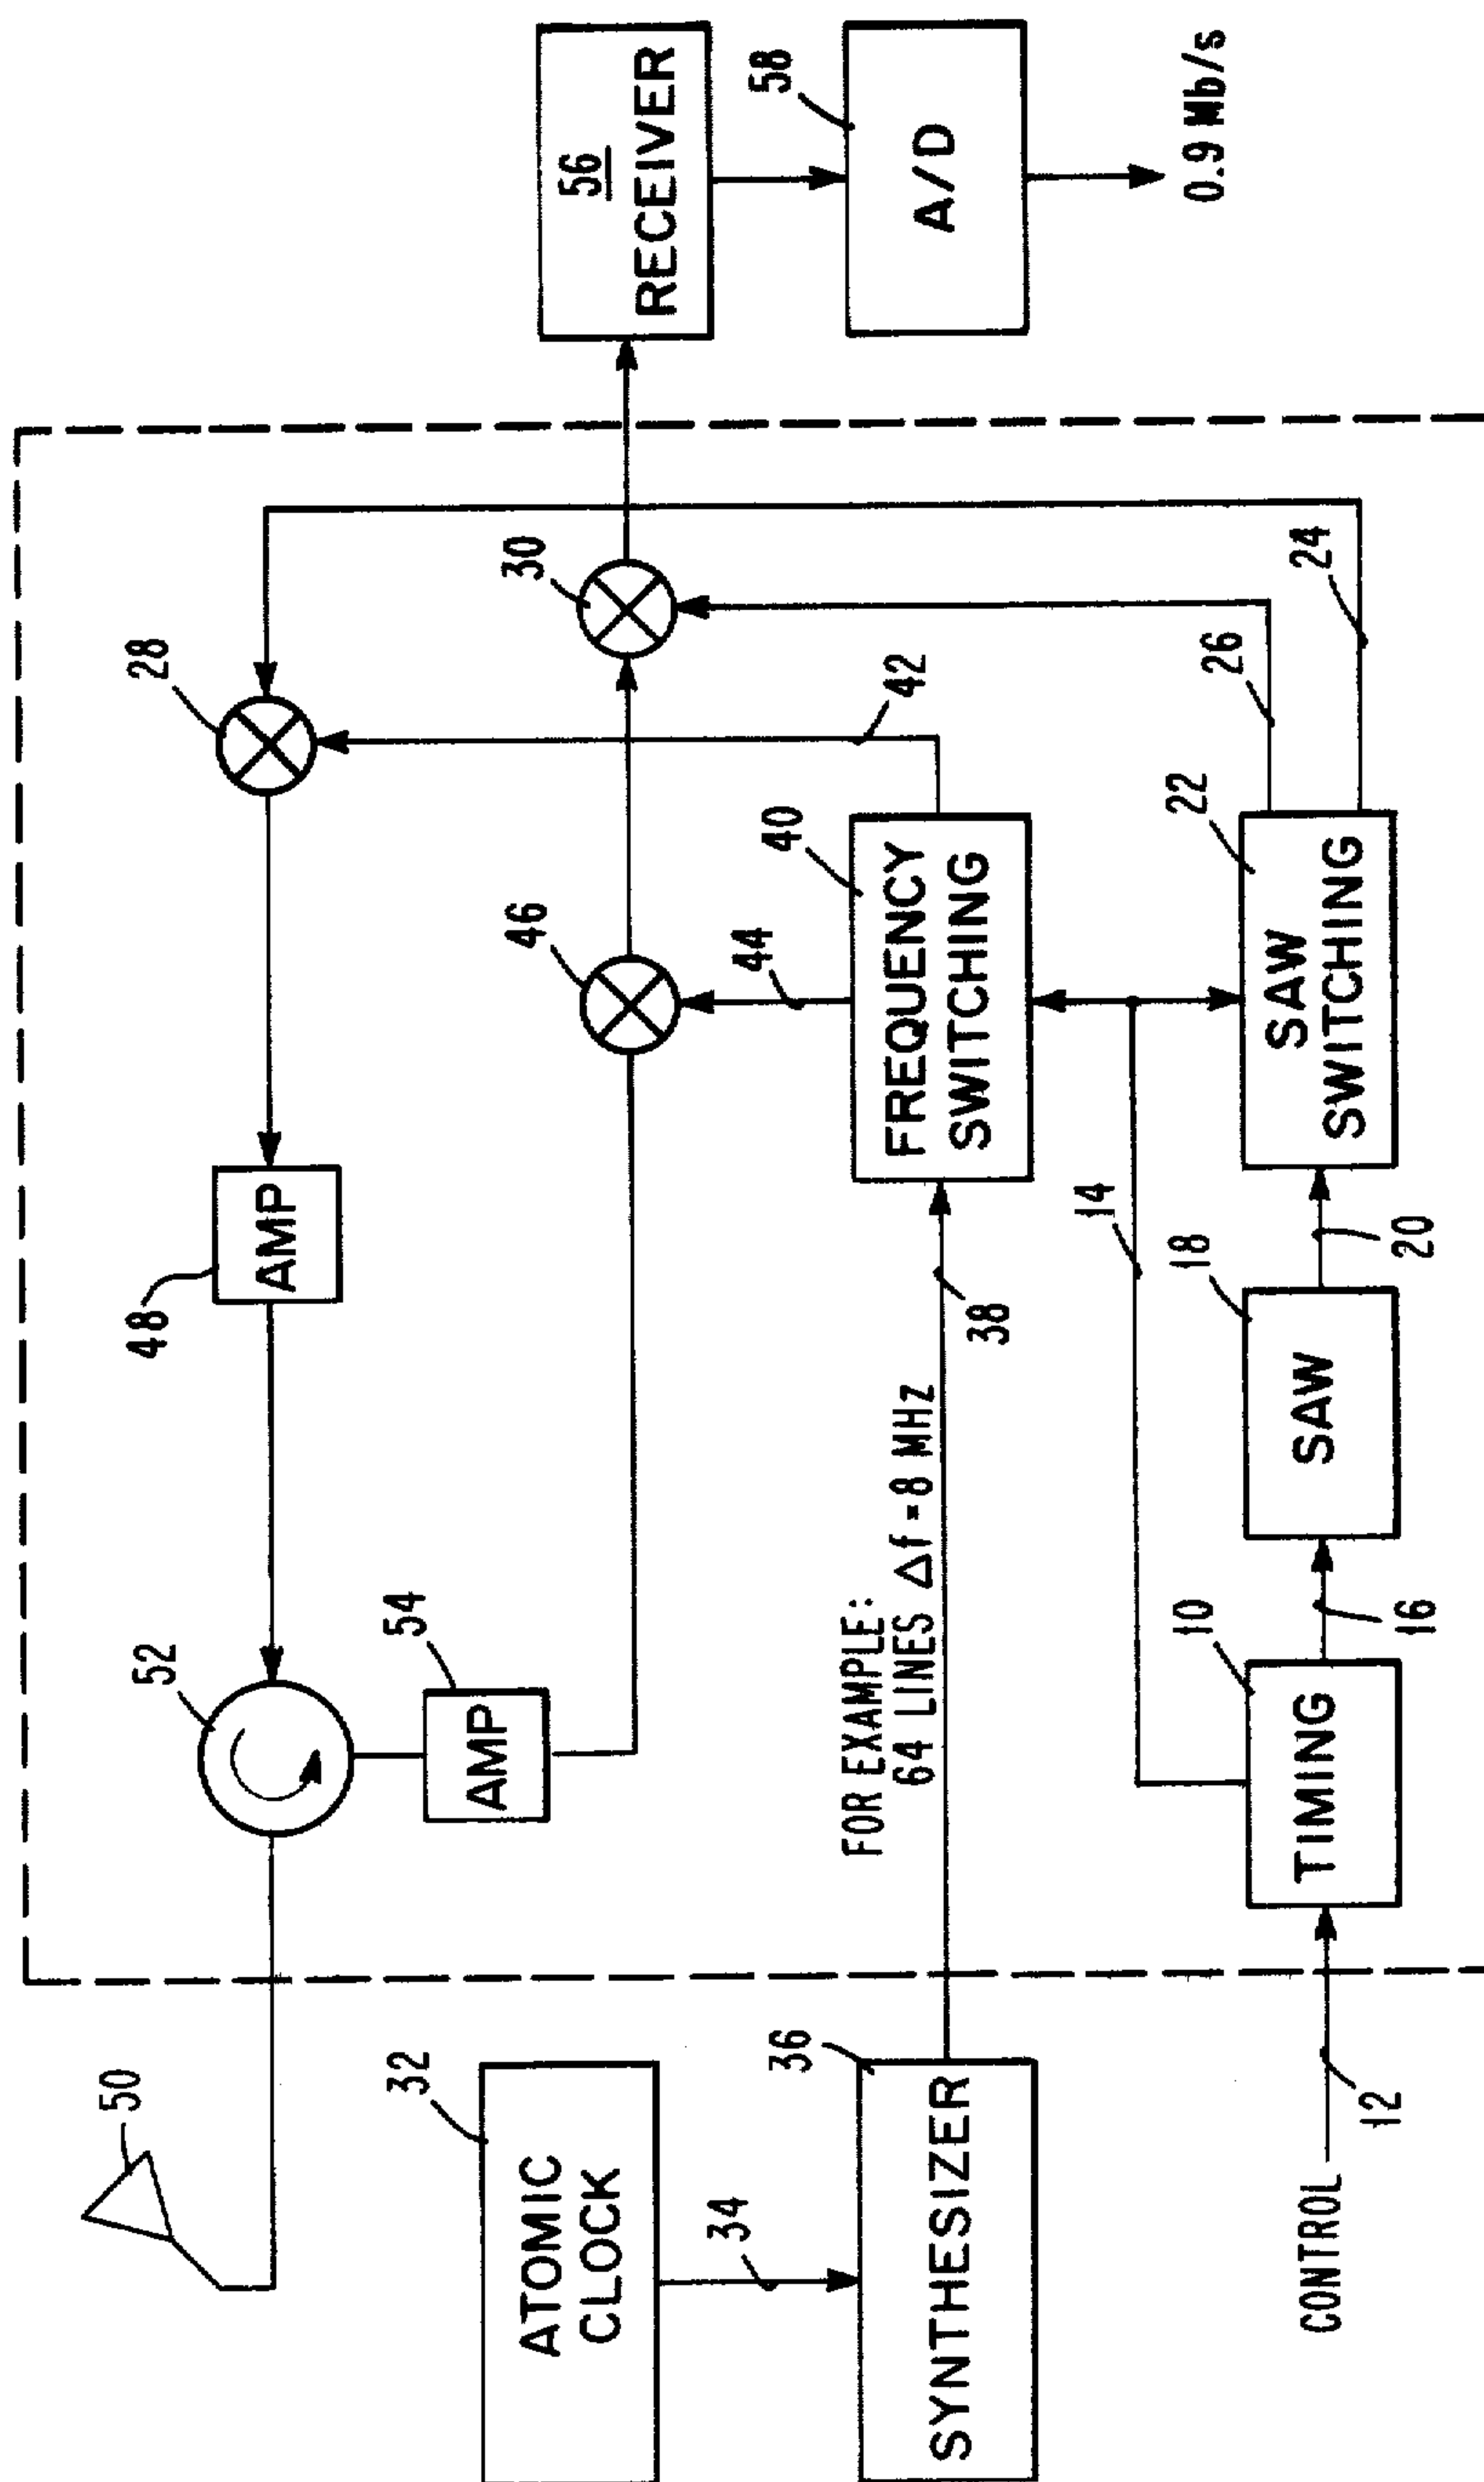 50
52
48
AMP
28
32
ATOMIC
CLOCK
34
54
AMP
46
30
56
RECEIVER
36
SYNTHESIZER
FOR EXAMPLE:
64 LINES Δf = 8 MHz
38
44
40
FREQUENCY
SWITCHING
42
58
A/D
0.9 Mb/s
14
CONTROL
12
10
TIMING
16
18
SAW
20
22
SAW
SWITCHING
26
24